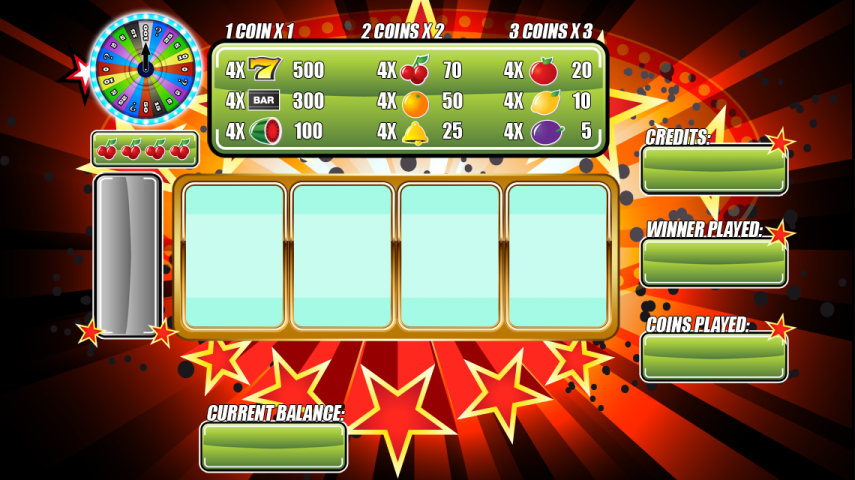 1 COIN X 1 2 COINS X 2 3 COINS X 3
4X 7 500 4X 70 4X 20
4X BAR 300 4X 50 4X 10
4X 100 4X 25 4X 5
CREDITS:
WINNER PLAYED:
COINS PLAYED:
CURRENT BALANCE: